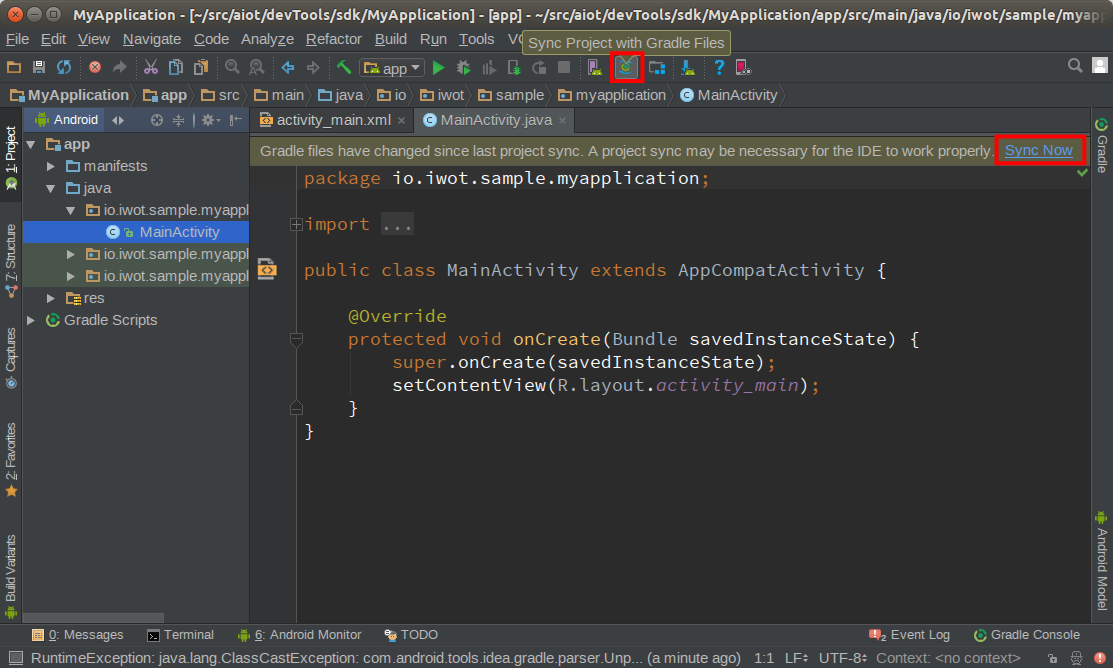 MyApplication - [~/src/aiot/devTools/sdk/MyApplication] - [app] - ~/src/aiot/devTools/sdk/MyApplication/app/src/main/java/io/iwot/sample/myapp
File Edit View Navigate Code Analyze Refactor Build Run Tools
Sync Project with Gradle Files
app
MyApplication app src main java io iwot sample myapplication MainActivity
Android
activity_main.xml × MainActivity.java ×
Gradle files have changed since last project sync. A project sync may be necessary for the IDE to work properly. Sync Now
app
manifests
java
io.iwot.sample.myappl
MainActivity
io.iwot.sample.myappl
io.iwot.sample.myappl
res
Gradle Scripts
package io.iwot.sample.myapplication;
import ...
public class MainActivity extends AppCompatActivity {
@Override
protected void onCreate(Bundle savedInstanceState) {
super.onCreate(savedInstanceState);
setContentView(R.layout.activity_main);
}
}
1: Project
7: Structure
Captures
2: Favorites
Build Variants
Gradle
Android Model
0: Messages Terminal 6: Android Monitor TODO Event Log Gradle Console
RuntimeException: java.lang.ClassCastException: com.android.tools.idea.gradle.parser.Unp... (a minute ago) 1:1 LF÷ UTF-8÷ Context: <no context>